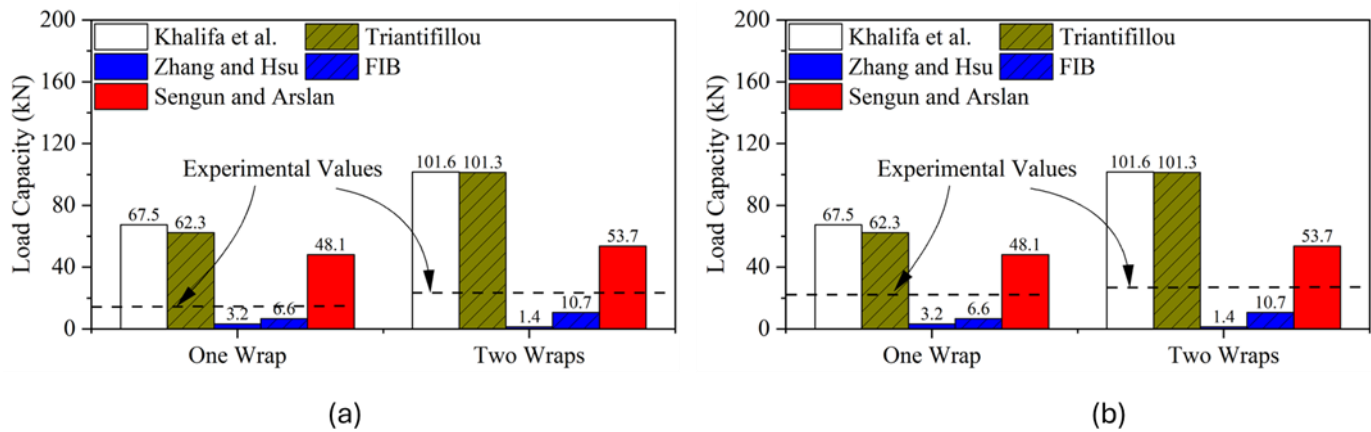 200
160
120
80
40
0
Load Capacity (kN)
Khalifa et al.
Triantifillou
Zhang and Hsu
FIB
Sengun and Arslan
Experimental Values
67.5
62.3
3.2
6.6
48.1
101.6
101.3
1.4
10.7
53.7
One Wrap
Two Wraps
(a)
200
160
120
80
40
0
Load Capacity (kN)
Khalifa et al.
Triantifillou
Zhang and Hsu
FIB
Sengun and Arslan
Experimental Values
67.5
62.3
3.2
6.6
48.1
101.6
101.3
1.4
10.7
53.7
One Wrap
Two Wraps
(b)